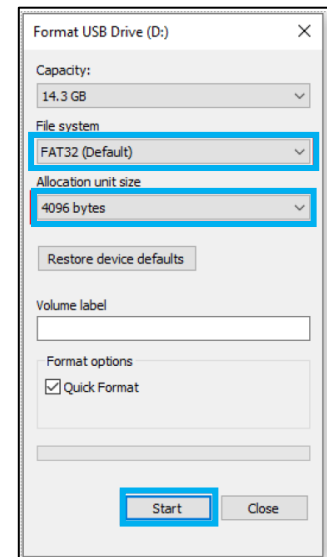 Format USB Drive (D:)
Capacity:
14.3 GB
File system
FAT32 (Default)
Allocation unit size
4096 bytes
Restore device defaults
Volume label
Format options
Quick Format
Start Close